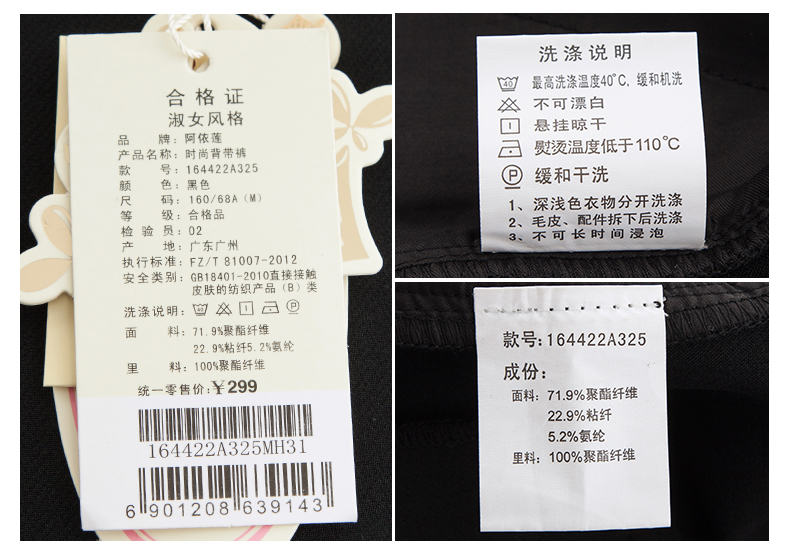 合格证
淑女风格
品 牌：阿依莲
产品名称：时尚背带裤
款 号：164422A325
颜 色：黑色
尺 码：160/68A（M）
等 级：合格品
检 验 员：02
产 地：广东广州
执行标准：FZ/T 81007-2012
安全类别：GB18401-2010直接接触
皮肤的纺织产品（B）类
洗涤说明：40 P
面 料：71.9%聚酯纤维
22.9%粘纤5.2%氨纶
里 料：100%聚酯纤维
统一零售价：¥299
164422A325MH31
6 901208 639143
洗涤说明
40 最高洗涤温度40℃，缓和机洗
不可漂白
悬挂晾干
熨烫温度低于110℃
P 缓和干洗
1、深浅色衣物分开洗涤
2、毛皮、配件拆下后洗涤
3、不可长时间浸泡
款号：164422A325
成份：
面料：71.9%聚酯纤维
22.9%粘纤
5.2%氨纶
里料：100%聚酯纤维